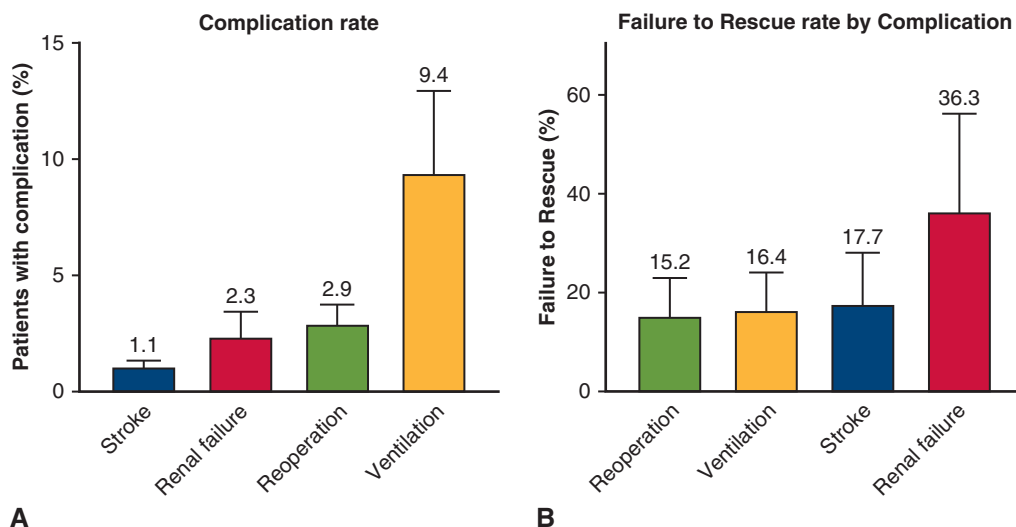 Complication rate
Patients with complication (%)
15
10
5
0
1.1
2.3
2.9
9.4
Stroke
Renal failure
Reoperation
Ventilation
A
Failure to Rescue rate by Complication
Failure to Rescue (%)
60
40
20
0
15.2
16.4
17.7
36.3
Reoperation
Ventilation
Stroke
Renal failure
B